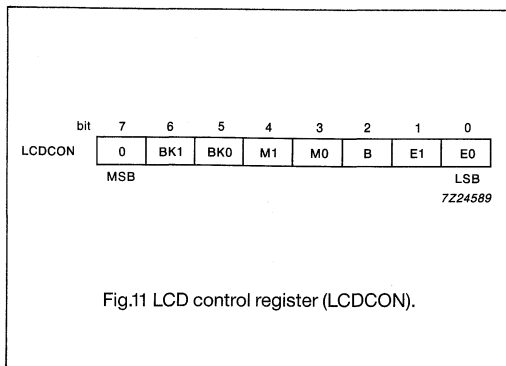 bit 7 6 5 4 3 2 1 0
LCDCON 0 BK1 BK0 M1 M0 B E1 E0
MSB LSB
7Z24589
Fig.11 LCD control register (LCDCON).